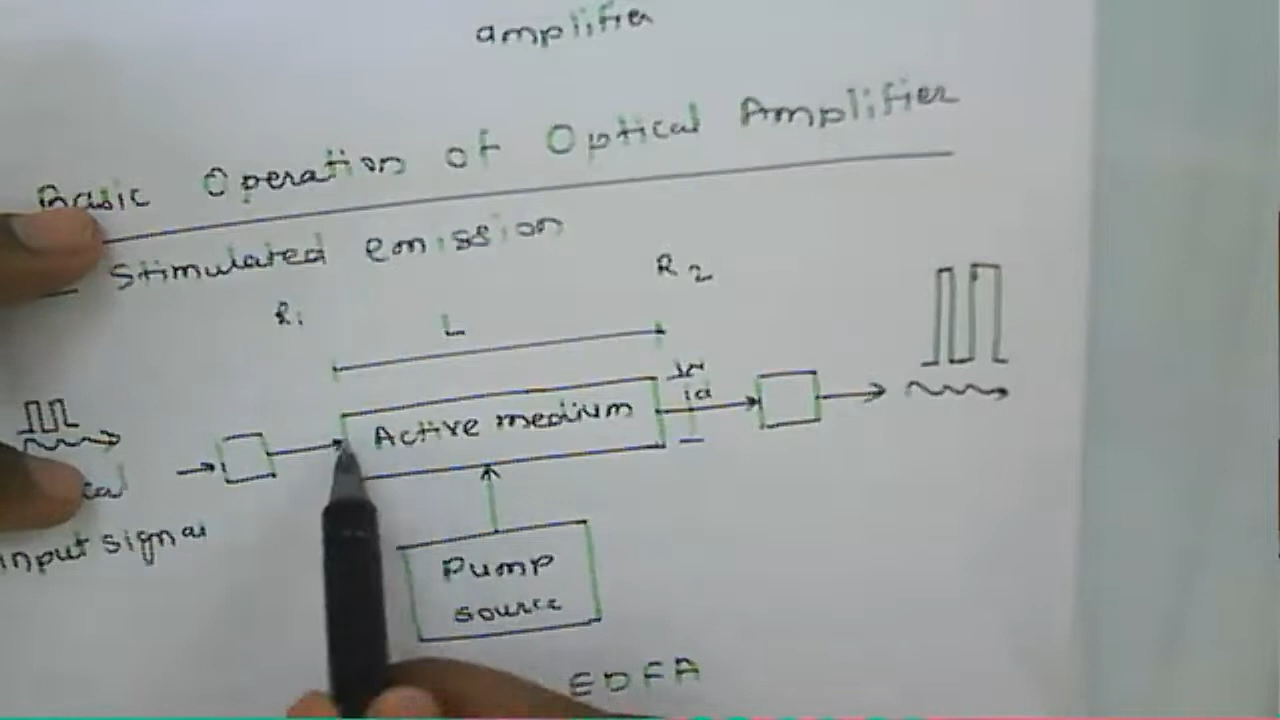 amplifier
Basic Operation of Optical Amplifier
Stimulated emission
R1
R2
L
Active medium
d
input signal
Pump
source
EDFA